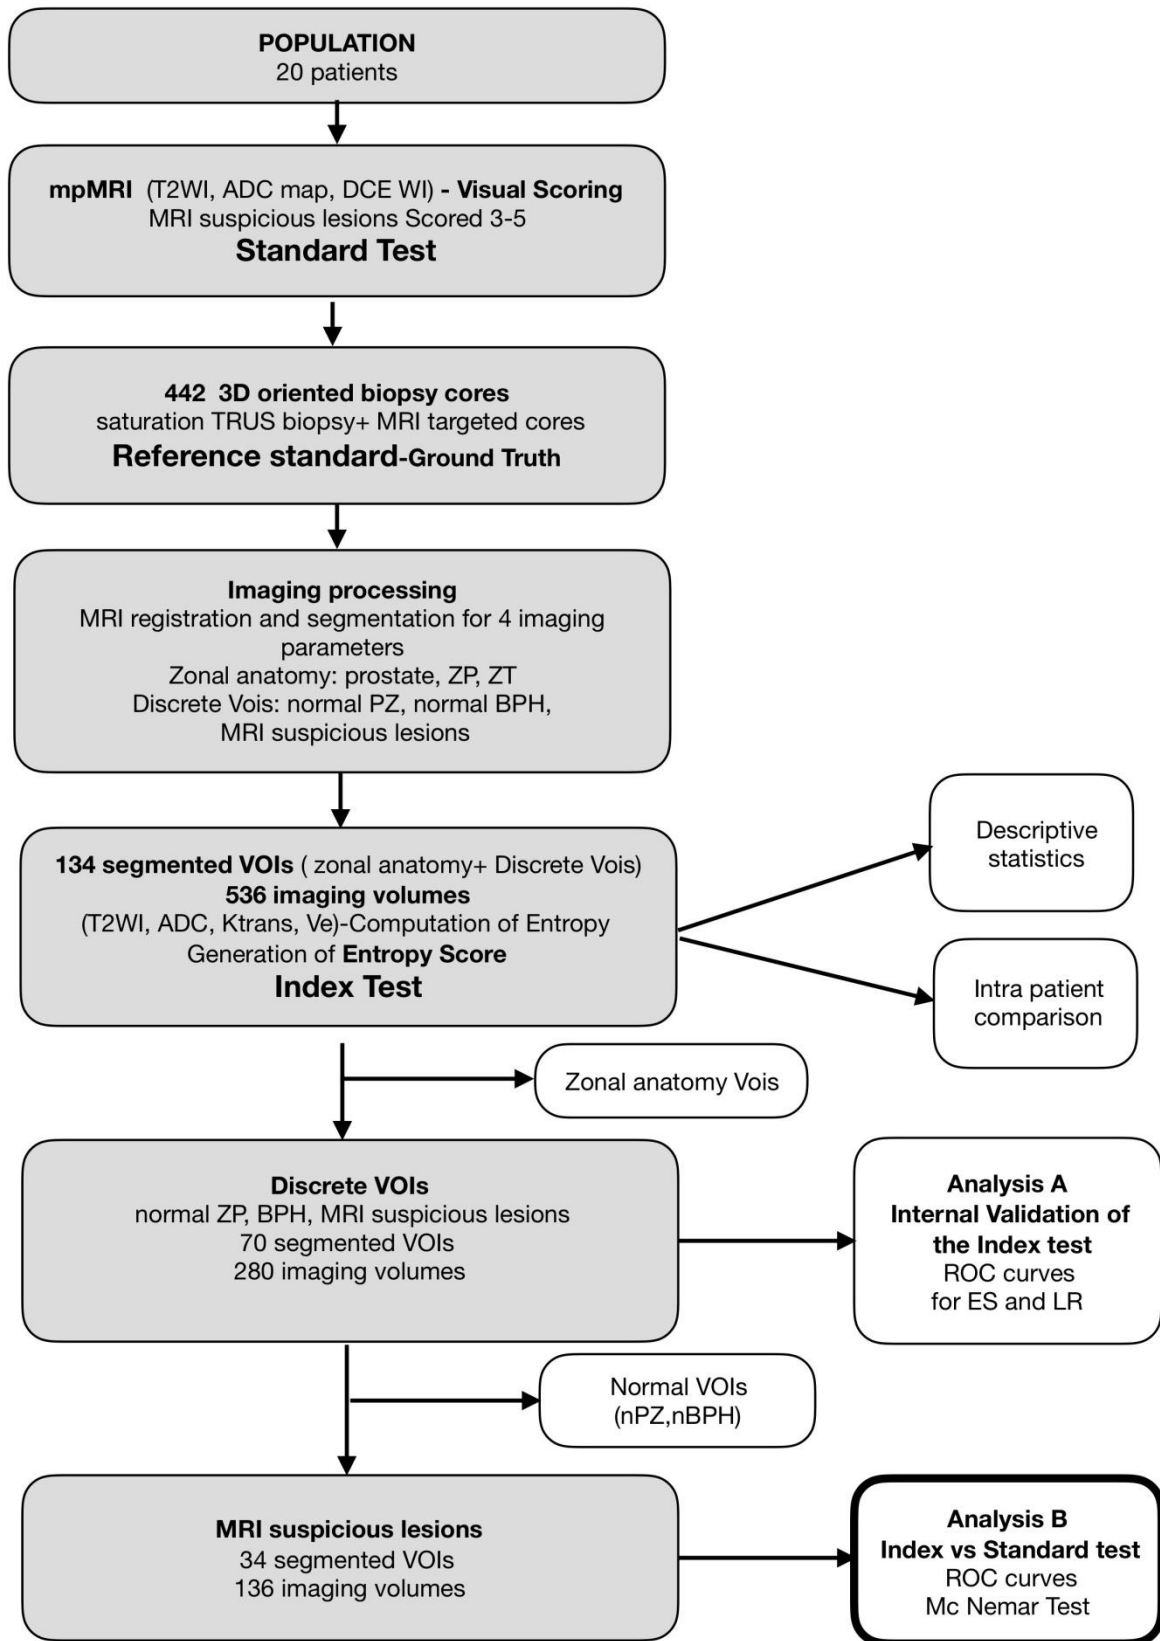 POPULATION
20 patients
mpMRI (T2WI, ADC map, DCE WI) - Visual Scoring
MRI suspicious lesions Scored 3-5
Standard Test
442 3D oriented biopsy cores
saturation TRUS biopsy+ MRI targeted cores
Reference standard-Ground Truth
Imaging processing
MRI registration and segmentation for 4 imaging
parameters
Zonal anatomy: prostate, ZP, ZT
Discrete Vois: normal PZ, normal BPH,
MRI suspicious lesions
134 segmented VOIs ( zonal anatomy+ Discrete Vois)
536 imaging volumes
(T2WI, ADC, Ktrans, Ve)-Computation of Entropy
Generation of Entropy Score
Index Test
Descriptive
statistics
Intra patient
comparison
Zonal anatomy Vois
Discrete VOIs
normal ZP, BPH, MRI suspicious lesions
70 segmented VOIs
280 imaging volumes
Analysis A
Internal Validation of
the Index test
ROC curves
for ES and LR
Normal VOIs
(nPZ,nBPH)
MRI suspicious lesions
34 segmented VOIs
136 imaging volumes
Analysis B
Index vs Standard test
ROC curves
Mc Nemar Test